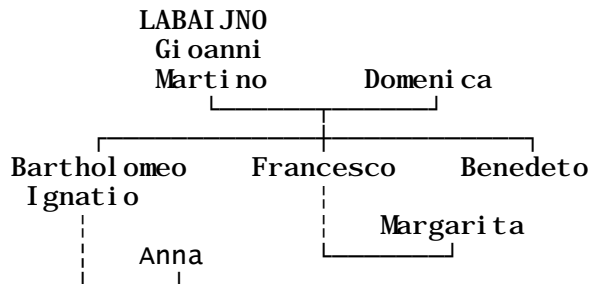 LABAIJNO
Gioanni
Martino Domenica
Bartholomeo Francesco Benedeto
Ignatio
Margarita
Anna